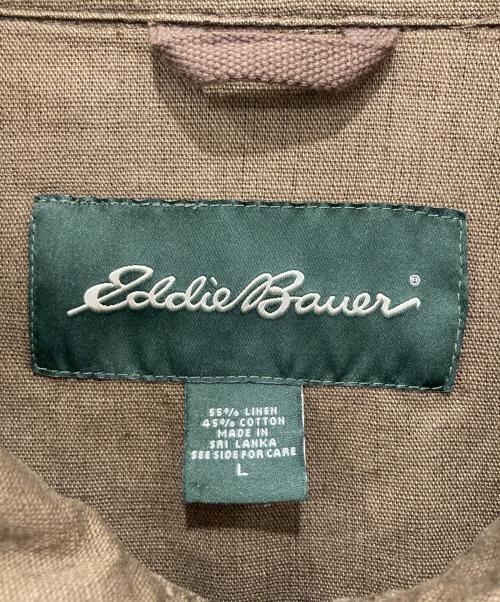 Eddie Bauer®
55% LINEN
45% COTTON
MADE IN
SRI LANKA
SEE SIDE FOR CARE
L